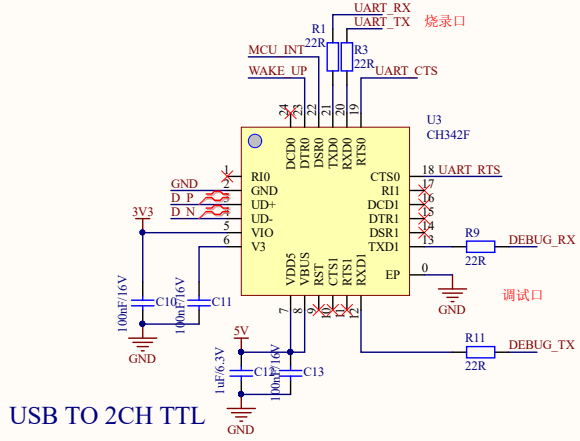 UART_RX
R1
UART_TX
烧录口
22R
R3
22R
MCU_INT
WAKE_UP
UART_CTS
24
23
22
21
20
19
U3
CH342F
DCD0
DTR0
DSR0
TXD0
RXD0
RTS0
1
RI0
CTS0
18
UART_RTS
GND
2
GND
RI1
17
D_P
3
UD+
DCD1
16
D_N
4
UD-
DTR1
15
3V3
5
VIO
DSR1
14
6
V3
TXD1
13
R9
DEBUG_RX
22R
EP
0
VDD5
VBUS
RST
CTS1
RTS1
RXD1
调试口
GND
7
8
9
10
11
12
100nF/16V
C10
100nF/16V
C11
GND
5V
R11
DEBUG_TX
22R
1uF/6.3V
C12
100nF/16V
C13
GND
USB TO 2CH TTL